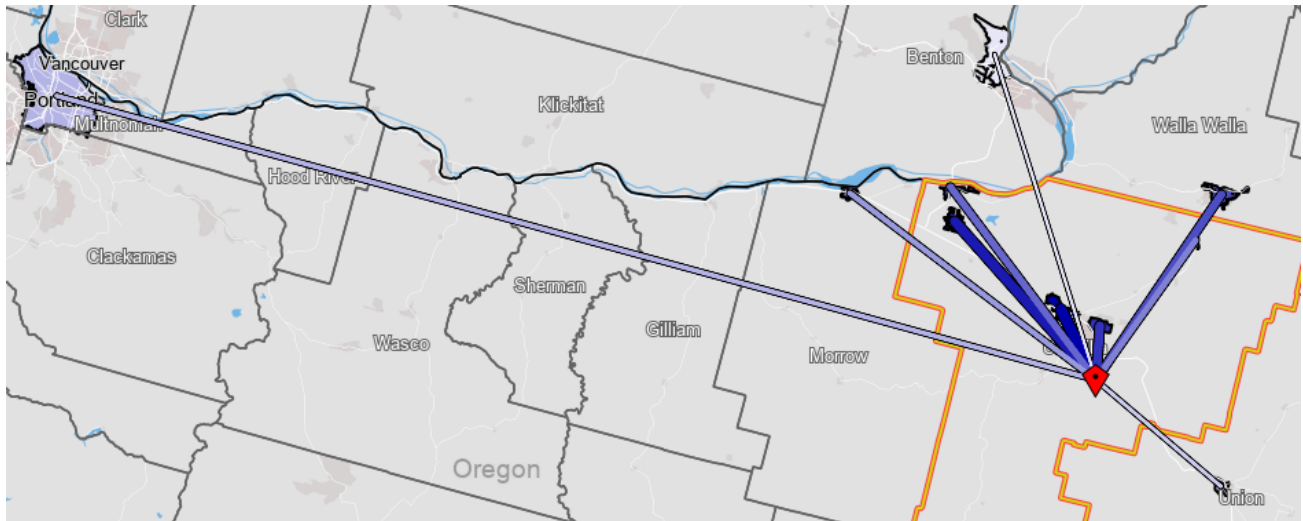 Clark
Vancouver
Portland
Multnomah
Hood River
Klickitat
Benton
Walla Walla
Clackamas
Wasco
Sherman
Gilliam
Morrow
Oregon
Union